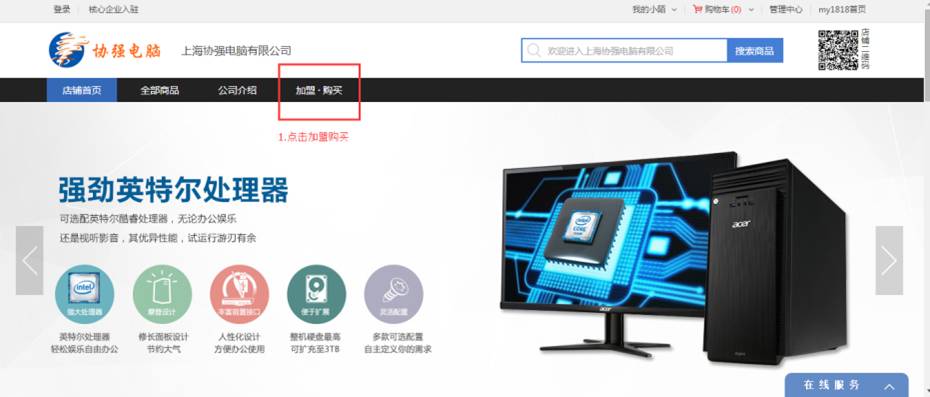 登录 核心企业入驻 我的小陌 购物车(0) 管理中心 my1818首页
协强电脑 上海协强电脑有限公司 欢迎进入上海协强电脑有限公司 搜索商品
店铺二维码
店铺首页 全部商品 公司介绍 加盟·购买
1.点击加盟购买
强劲英特尔处理器
可选配英特尔酷睿处理器，无论办公娱乐
还是视听影音，其优异性能，试运行游刃有余
intel
强大处理器 摩登设计 丰富前置接口 便于扩展 灵活配置
英特尔处理器 修长面板设计 人性化设计 整机硬盘最高 多款可选配置
轻松娱乐自由办公 节约大气 方便办公使用 可扩充至3TB 自主定义你的需求
intel
CORE
acer
acer
在线服务